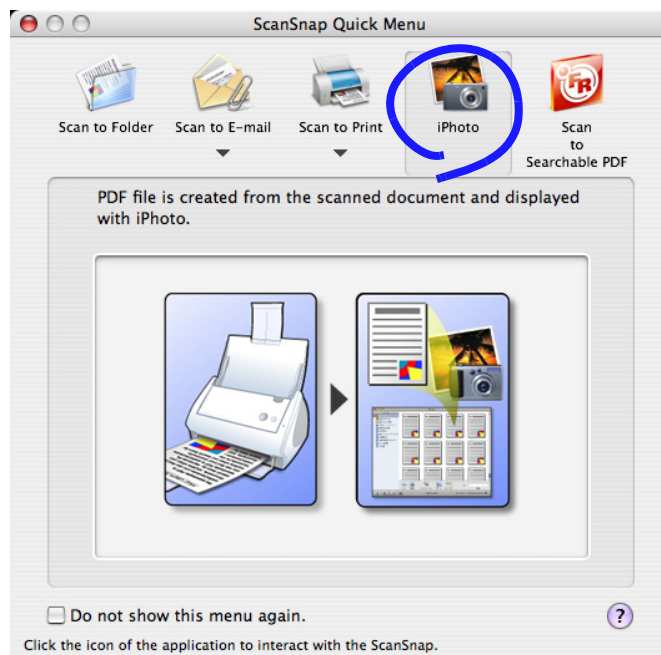 ScanSnap Quick Menu
Scan to Folder
Scan to E-mail
Scan to Print
iPhoto
Scan
to
Searchable PDF
PDF file is created from the scanned document and displayed
with iPhoto.
Do not show this menu again.
?
Click the icon of the application to interact with the ScanSnap.